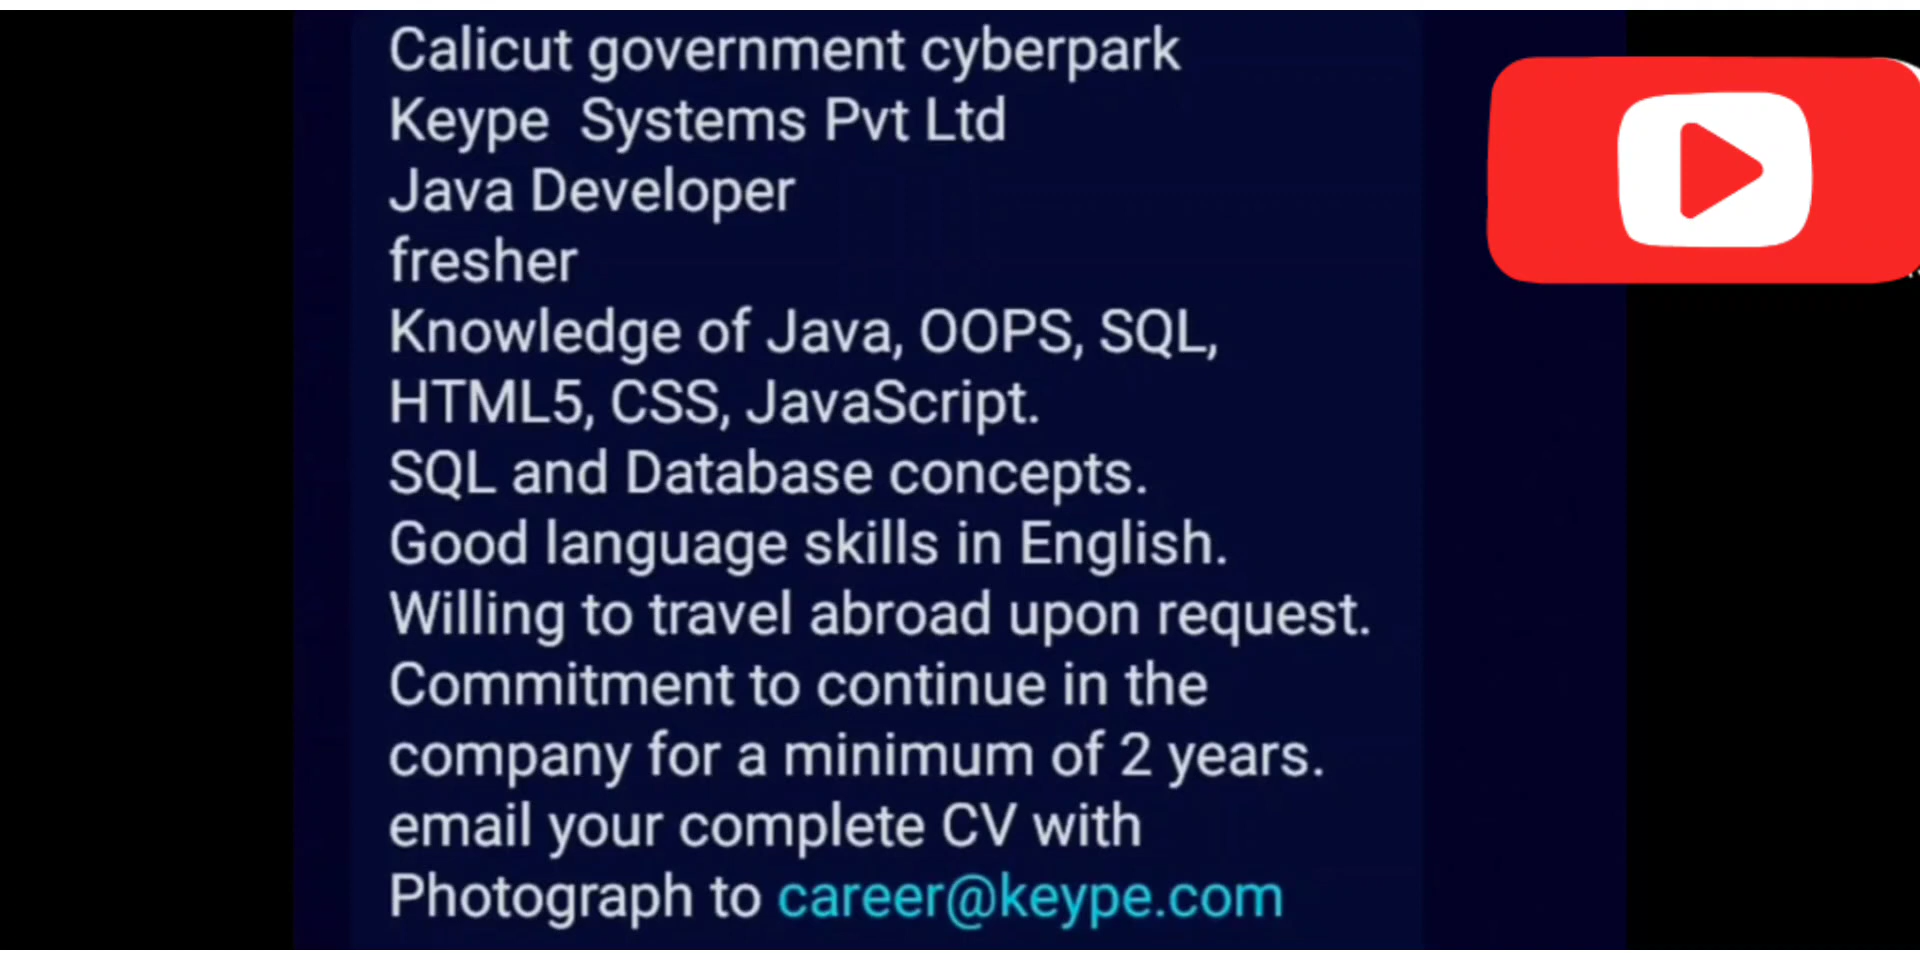 Calicut government cyberpark
Keype Systems Pvt Ltd
Java Developer
fresher
Knowledge of Java, OOPS, SQL,
HTML5, CSS, JavaScript.
SQL and Database concepts.
Good language skills in English.
Willing to travel abroad upon request.
Commitment to continue in the
company for a minimum of 2 years.
email your complete CV with
Photograph to career@keype.com